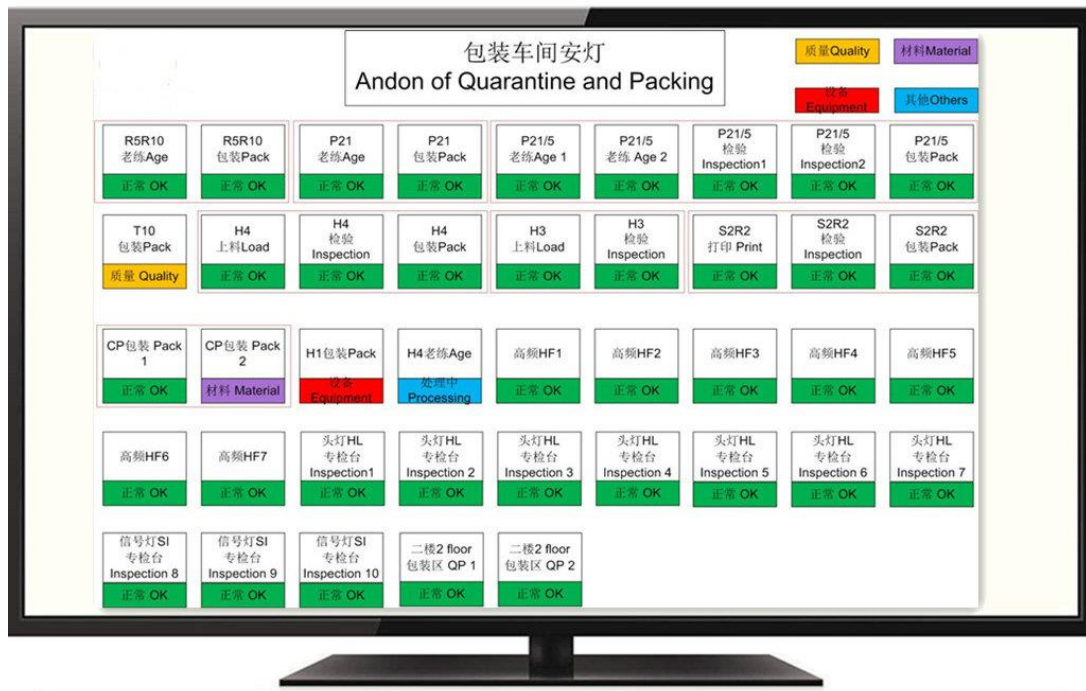 包装车间安灯
Andon of Quarantine and Packing
质量Quality
材料Material
设备
Equipment
其他Others
R5R10
老练Age
正常 OK
R5R10
包装Pack
正常 OK
P21
老练Age
正常 OK
P21
包装Pack
正常 OK
P21/5
老练Age 1
正常 OK
P21/5
老练 Age 2
正常 OK
P21/5
检验
Inspection1
正常 OK
P21/5
检验
Inspection2
正常 OK
P21/5
包装Pack
正常 OK
T10
包装Pack
质量 Quality
H4
上料Load
正常 OK
H4
检验
Inspection
正常 OK
H4
包装Pack
正常 OK
H3
上料Load
正常 OK
H3
检验
Inspection
正常 OK
S2R2
打印 Print
正常 OK
S2R2
检验
Inspection
正常 OK
S2R2
包装Pack
正常 OK
CP包装 Pack
1
正常 OK
CP包装 Pack
2
材料 Material
H1包装Pack
设备
Equipment
H4老练Age
处理中
Processing
高频HF1
正常 OK
高频HF2
正常 OK
高频HF3
正常 OK
高频HF4
正常 OK
高频HF5
正常 OK
高频HF6
正常 OK
高频HF7
正常 OK
头灯HL
专检台
Inspection1
正常 OK
头灯HL
专检台
Inspection 2
正常 OK
头灯HL
专检台
Inspection 3
正常 OK
头灯HL
专检台
Inspection 4
正常 OK
头灯HL
专检台
Inspection 5
正常 OK
头灯HL
专检台
Inspection 6
正常 OK
头灯HL
专检台
Inspection 7
正常 OK
信号灯SI
专检台
Inspection 8
正常 OK
信号灯SI
专检台
Inspection 9
正常 OK
信号灯SI
专检台
Inspection 10
正常 OK
二楼2 floor
包装区 QP 1
正常 OK
二楼2 floor
包装区 QP 2
正常 OK